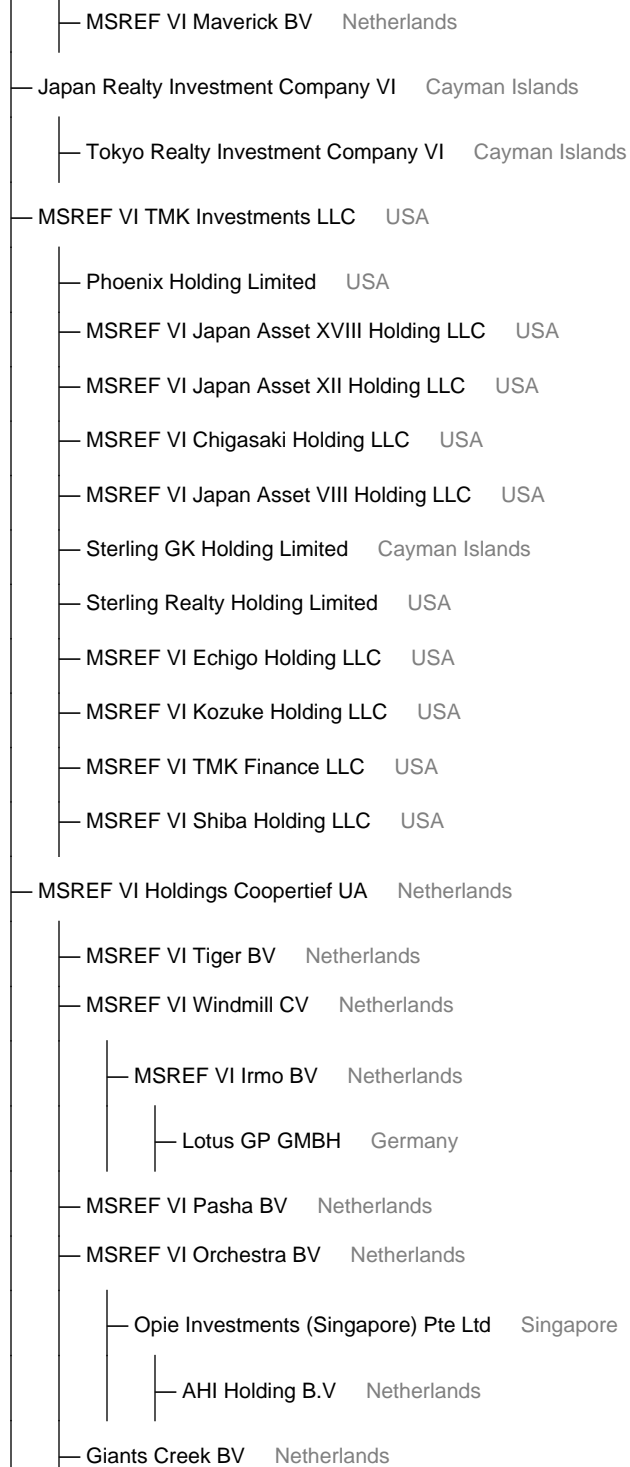 MSREF VI Maverick BV Netherlands
Japan Realty Investment Company VI Cayman Islands
Tokyo Realty Investment Company VI Cayman Islands
MSREF VI TMK Investments LLC USA
Phoenix Holding Limited USA
MSREF VI Japan Asset XVIII Holding LLC USA
MSREF VI Japan Asset XII Holding LLC USA
MSREF VI Chigasaki Holding LLC USA
MSREF VI Japan Asset VIII Holding LLC USA
Sterling GK Holding Limited Cayman Islands
Sterling Realty Holding Limited USA
MSREF VI Echigo Holding LLC USA
MSREF VI Kozuke Holding LLC USA
MSREF VI TMK Finance LLC USA
MSREF VI Shiba Holding LLC USA
MSREF VI Holdings Coopertief UA Netherlands
MSREF VI Tiger BV Netherlands
MSREF VI Windmill CV Netherlands
MSREF VI Irmo BV Netherlands
Lotus GP GMBH Germany
MSREF VI Pasha BV Netherlands
MSREF VI Orchestra BV Netherlands
Opie Investments (Singapore) Pte Ltd Singapore
AHI Holding B.V Netherlands
Giants Creek BV Netherlands